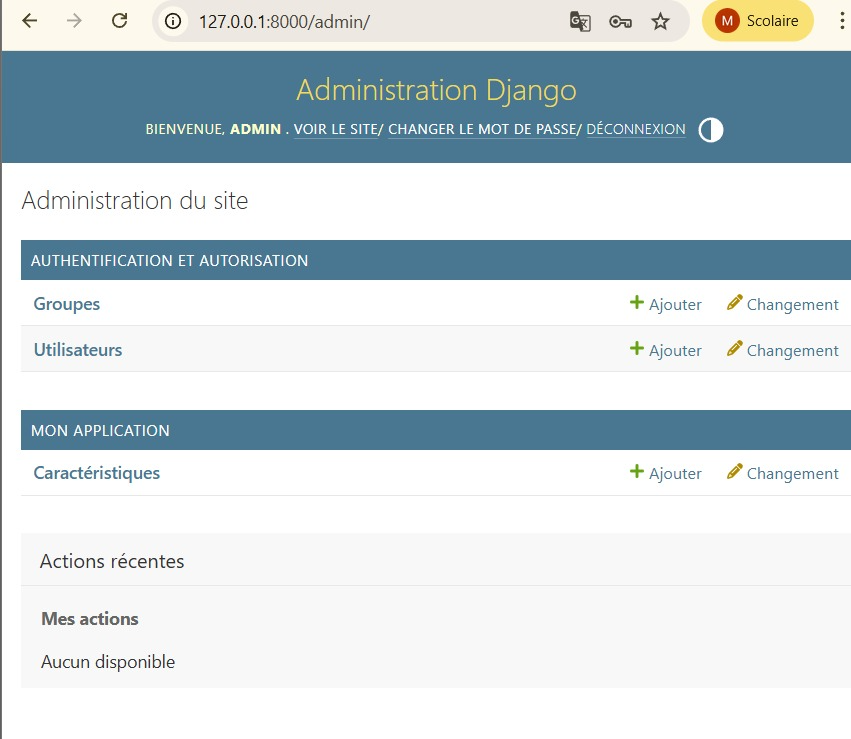 127.0.0.1:8000/admin/
M Scolaire
Administration Django
BIENVENUE, ADMIN . VOIR LE SITE/ CHANGER LE MOT DE PASSE/ DÉCONNEXION
Administration du site
AUTHENTIFICATION ET AUTORISATION
Groupes Ajouter Changement
Utilisateurs Ajouter Changement
MON APPLICATION
Caractéristiques Ajouter Changement
Actions récentes
Mes actions
Aucun disponible